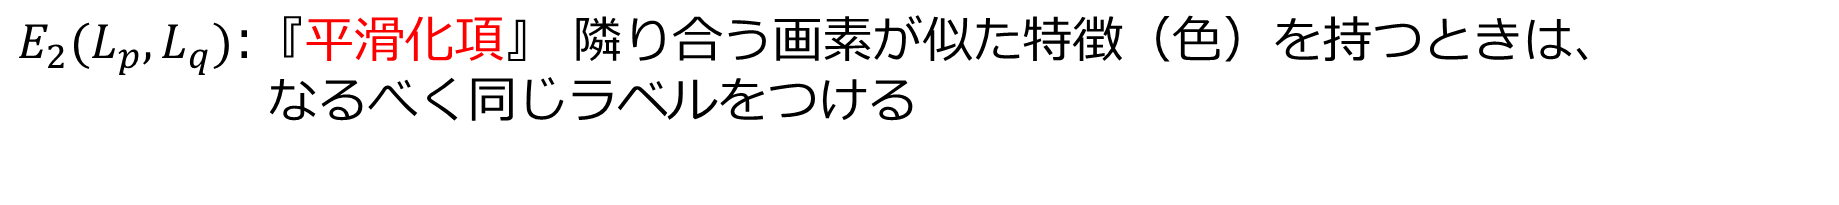 E₂(Lₚ, L_q):『平滑化項』 隣り合う画素が似た特徴（色）を持つときは、
なるべく同じラベルをつける